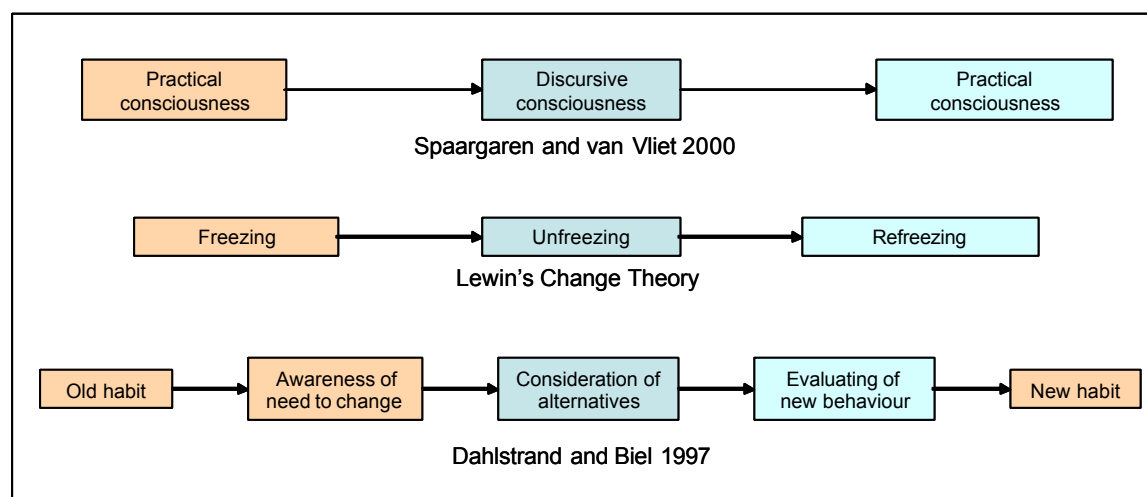 Practical
consciousness
Discursive
consciousness
Practical
consciousness
Spaargaren and van Vliet 2000
Freezing
Unfreezing
Refreezing
Lewin's Change Theory
Old habit
Awareness of
need to change
Consideration of
alternatives
Evaluating of
new behaviour
New habit
Dahlstrand and Biel 1997